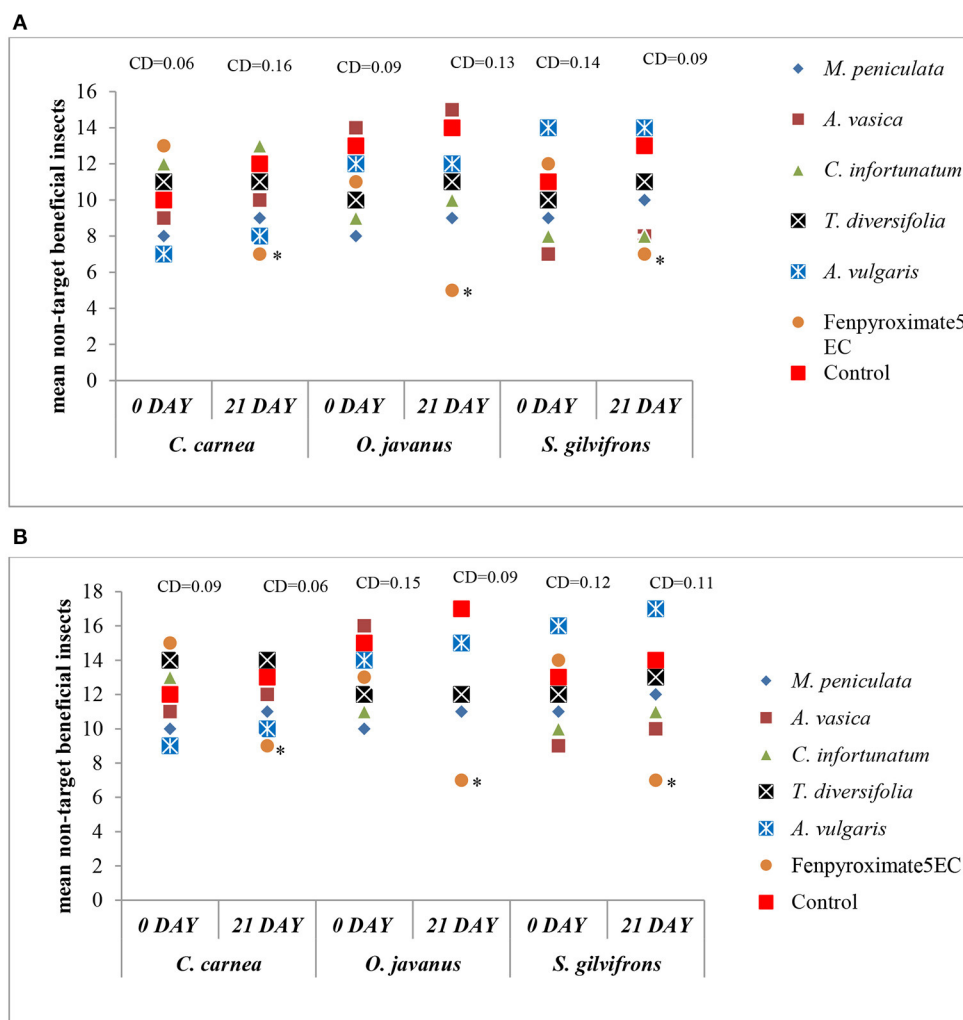 A
CD=0.06 CD=0.16 CD=0.09 CD=0.13 CD=0.14 CD=0.09
mean non-target beneficial insects
16
14
12
10
8
6
4
2
0
*
*
*
0 DAY 21 DAY 0 DAY 21 DAY 0 DAY 21 DAY
C. carnea O. javanus S. gilvifrons
M. peniculata
A. vasica
C. infortunatum
T. diversifolia
A. vulgaris
Fenpyroximate5
EC
Control
B
CD=0.09 CD=0.06 CD=0.15 CD=0.09 CD=0.12 CD=0.11
mean non-target beneficial insects
18
16
14
12
10
8
6
4
2
0
*
*
*
0 DAY 21 DAY 0 DAY 21 DAY 0 DAY 21 DAY
C. carnea O. javanus S. gilvifrons
M. peniculata
A. vasica
C. infortunatum
T. diversifolia
A. vulgaris
Fenpyroximate5EC
Control